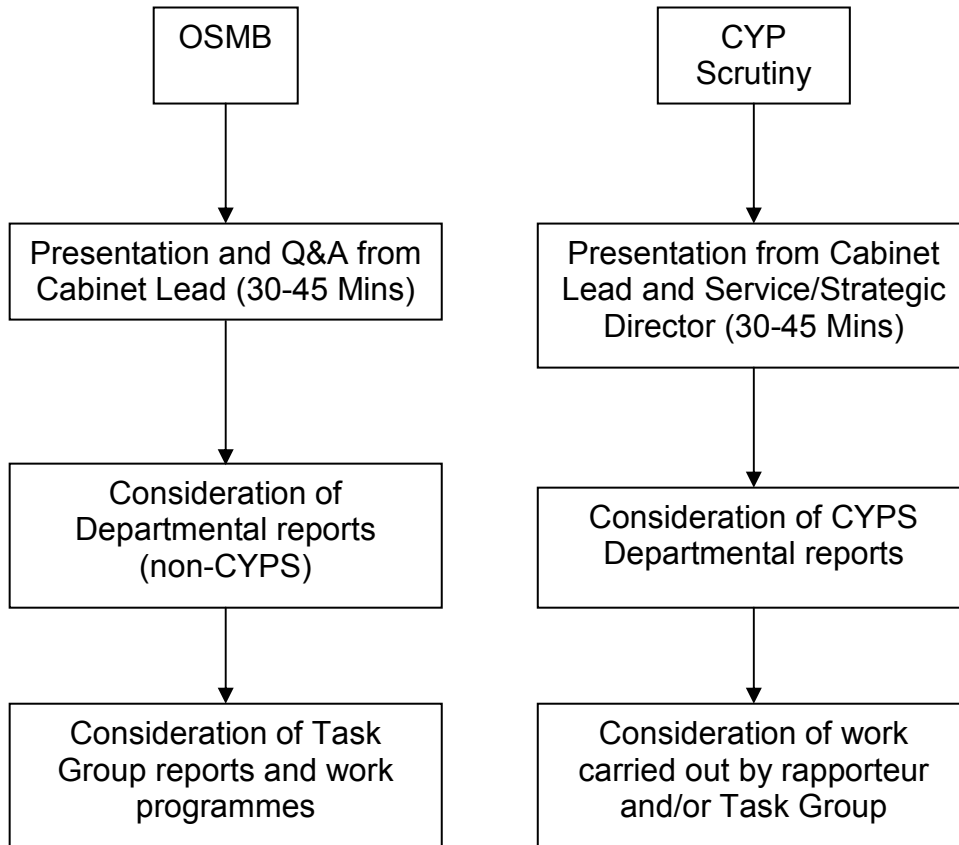 OSMB
Presentation and Q&A from
Cabinet Lead (30-45 Mins)
Consideration of
Departmental reports
(non-CYPS)
Consideration of Task
Group reports and work
programmes
CYP
Scrutiny
Presentation from Cabinet
Lead and Service/Strategic
Director (30-45 Mins)
Consideration of CYPS
Departmental reports
Consideration of work
carried out by rapporteur
and/or Task Group